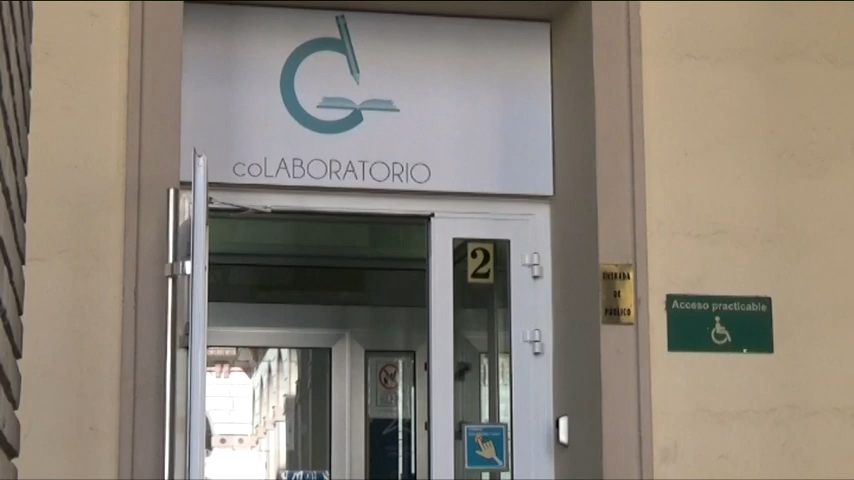 coLABORATORIO
2
ENTRADA
DE
PÚBLICO
Acceso practicable